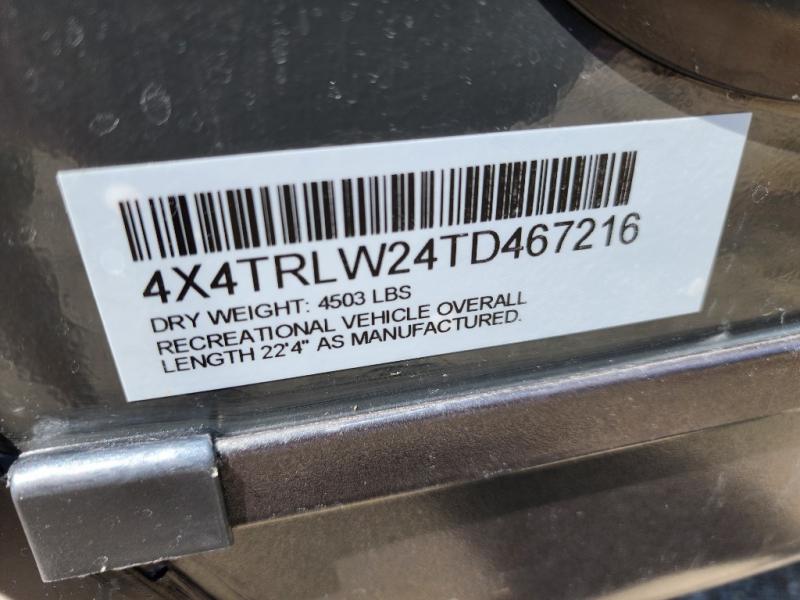 4X4TRLW24TD467216
DRY WEIGHT: 4503 LBS
RECREATIONAL VEHICLE OVERALL
LENGTH 22'4" AS MANUFACTURED.